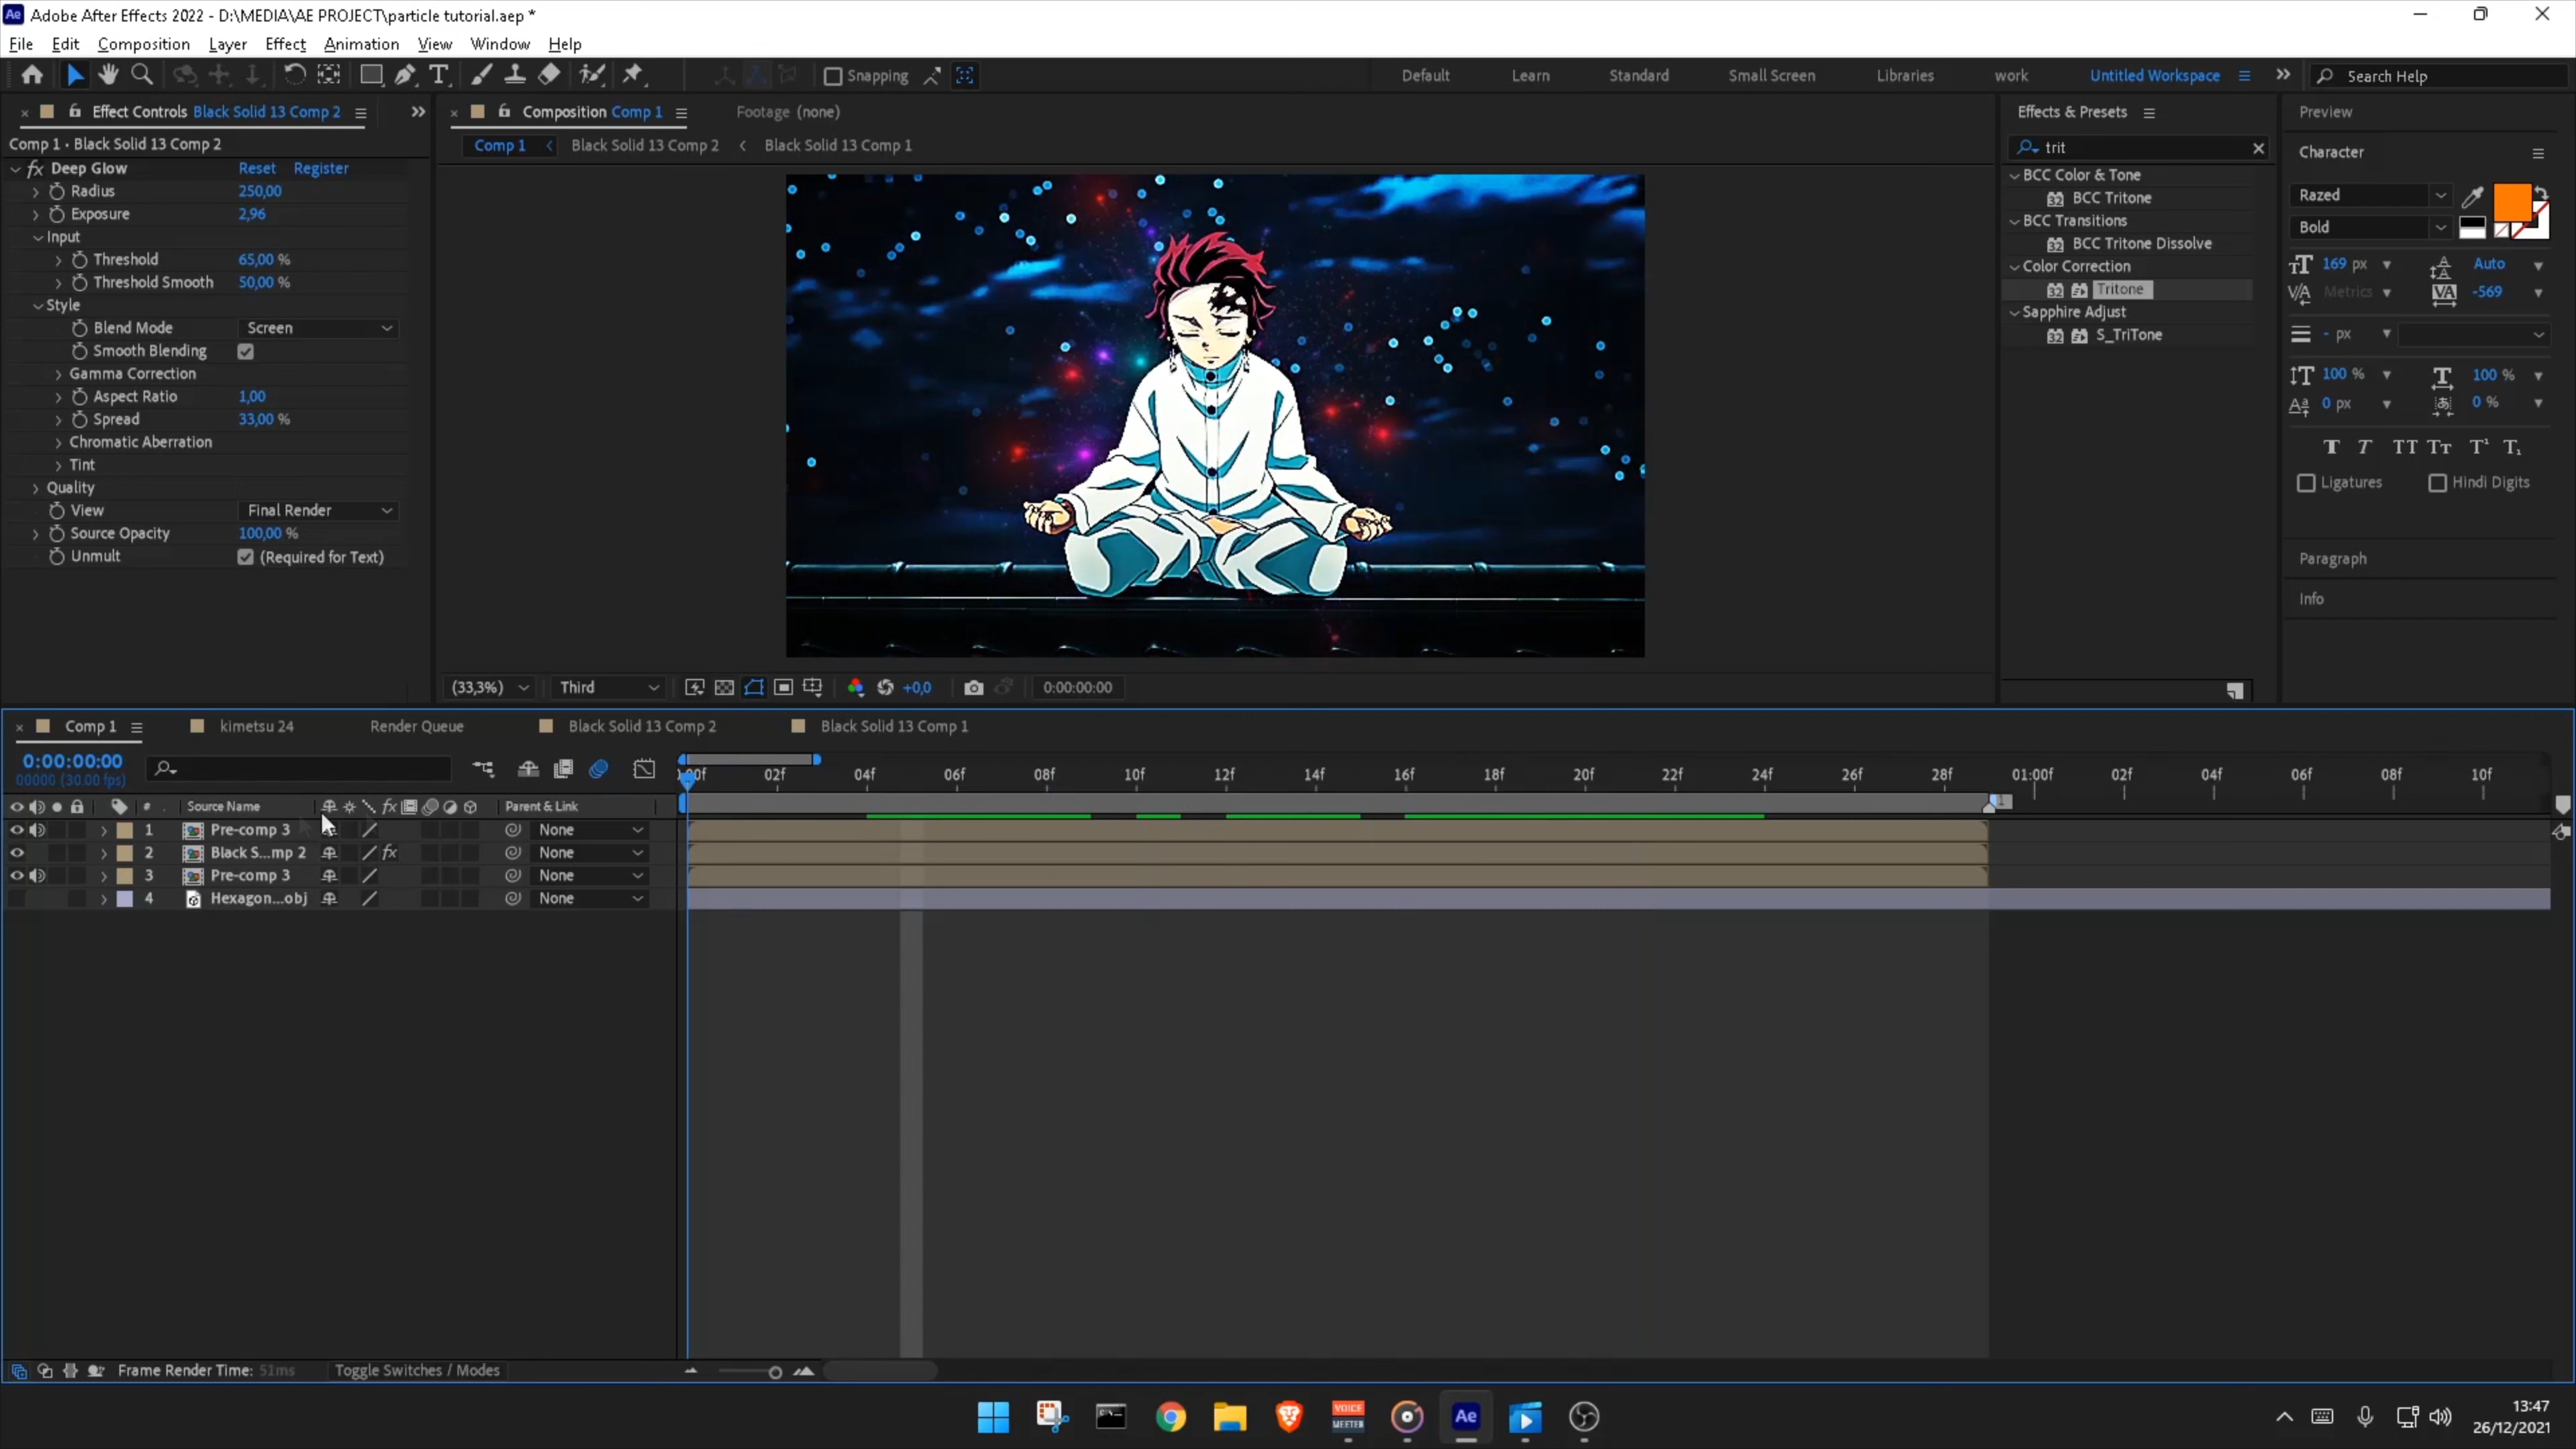 Adobe After Effects 2022 - D:\MEDIA\AE PROJECT\particle tutorial.aep *
File Edit Composition Layer Effect Animation View Window Help
Snapping Default Learn Standard Small Screen Libraries work Untitled Workspace Search Help
Effect Controls Black Solid 13 Comp 2
Comp 1 • Black Solid 13 Comp 2
fx Deep Glow Reset Register
Radius 250,00
Exposure 2,96
Input
Threshold 65,00 %
Threshold Smooth 50,00 %
Style
Blend Mode Screen
Smooth Blending
Gamma Correction
Aspect Ratio 1,00
Spread 33,00 %
Chromatic Aberration
Tint
Quality
View Final Render
Source Opacity 100,00 %
Unmult (Required for Text)
Composition Comp 1 Footage (none)
Comp 1 Black Solid 13 Comp 2 Black Solid 13 Comp 1
(33,3%) Third +0,0 0:00:00:00
Effects & Presets
trit
BCC Color & Tone
BCC Tritone
BCC Transitions
BCC Tritone Dissolve
Color Correction
Tritone
Sapphire Adjust
S_TriTone
Preview
Character
Razed
Bold
169 px Auto
Metrics -569
- px
100 % 100 %
0 px 0 %
Ligatures Hindi Digits
Paragraph
Info
Comp 1 kimetsu 24 Render Queue Black Solid 13 Comp 2 Black Solid 13 Comp 1
0:00:00:00
00000 (30.00 fps)
02f 04f 06f 08f 10f 12f 14f 16f 18f 20f 22f 24f 26f 28f 01:00f 02f 04f 06f 08f 10f
# Source Name fx Parent & Link
1 Pre-comp 3 None
2 Black S...mp 2 fx None
3 Pre-comp 3 None
4 Hexagon...obj None
Frame Render Time: 51ms Toggle Switches / Modes
VOICE
MEETER
Ae
13:47
26/12/2021